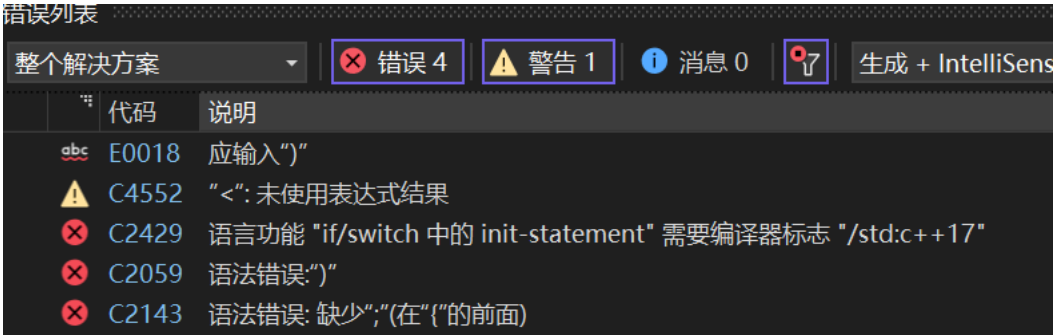 错误列表
整个解决方案 错误 4 警告 1 消息 0 生成 + IntelliSens
代码 说明
abc E0018 应输入“)”
C4552 “<”: 未使用表达式结果
C2429 语言功能 "if/switch 中的 init-statement" 需要编译器标志 "/std:c++17"
C2059 语法错误:“)”
C2143 语法错误: 缺少“;”(在“{”的前面)